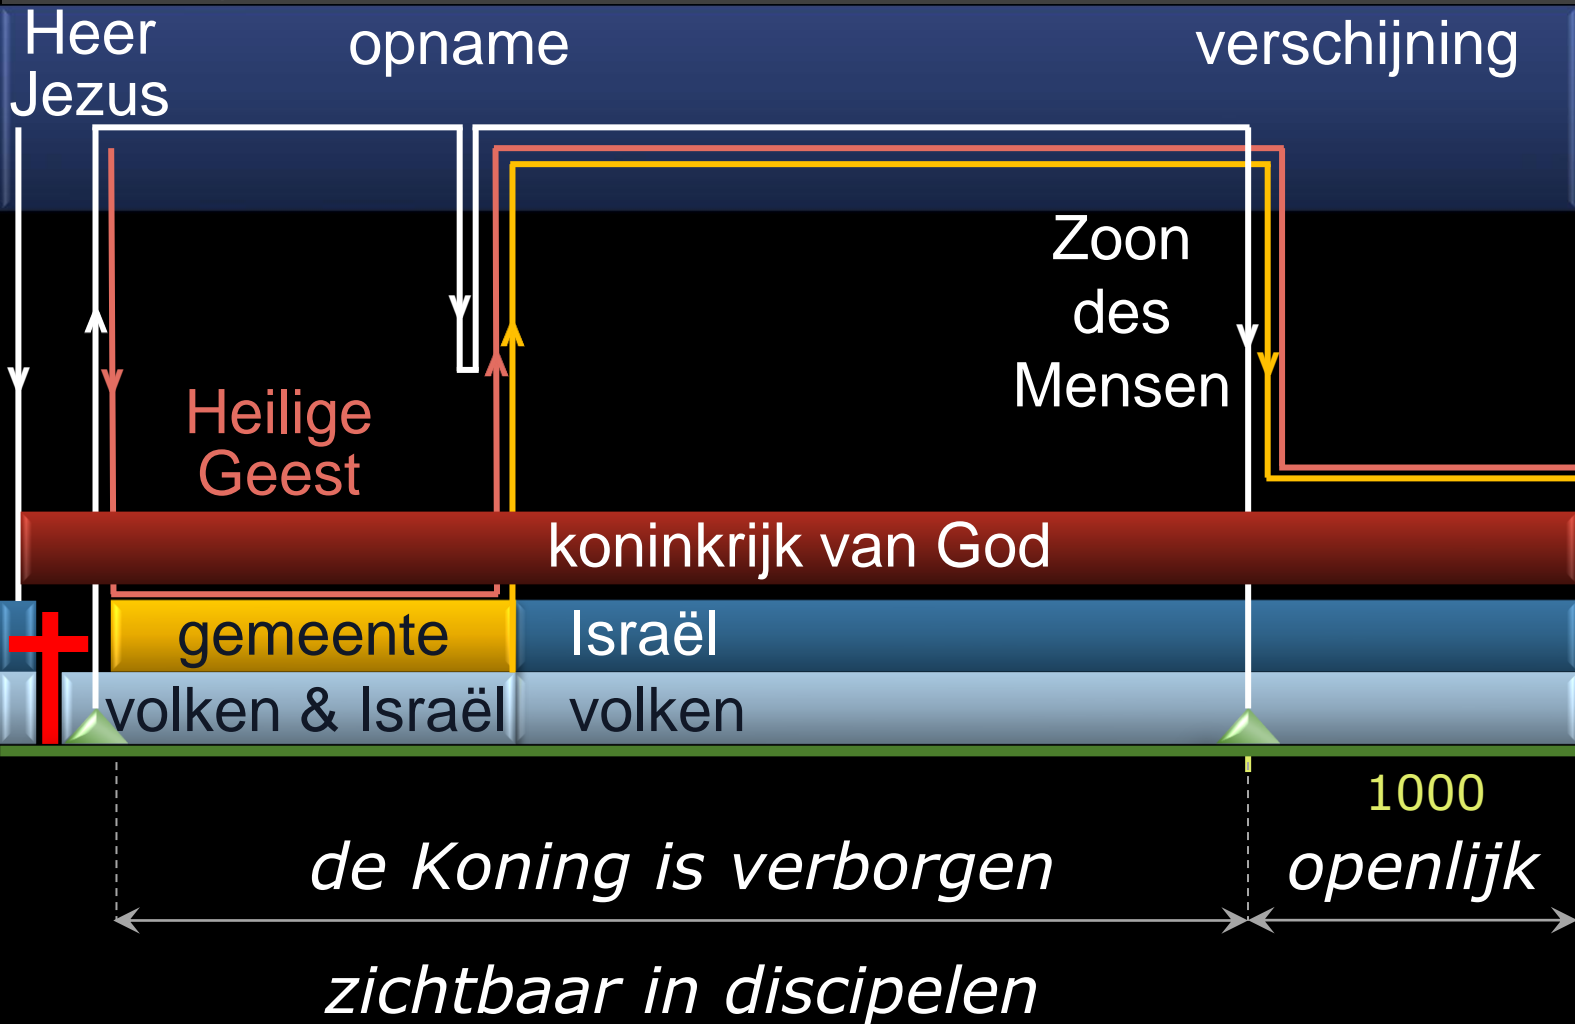 Heer
Jezus
opname
verschijning
Zoon
des
Mensen
Heilige
Geest
koninkrijk van God
gemeente
Israël
volken & Israël
volken
1000
de Koning is verborgen
openlijk
zichtbaar in discipelen